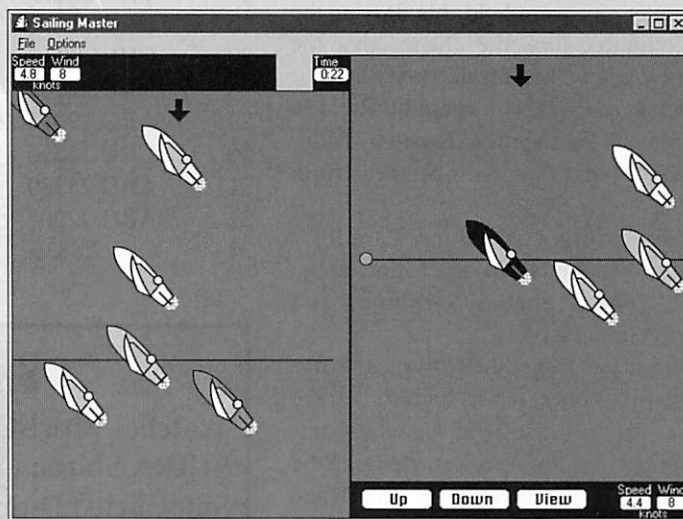 Sailing Master
File Options
Speed Wind
4.8 8
knots
Time
0:22
Up Down View
Speed Wind
4.4 8
knots